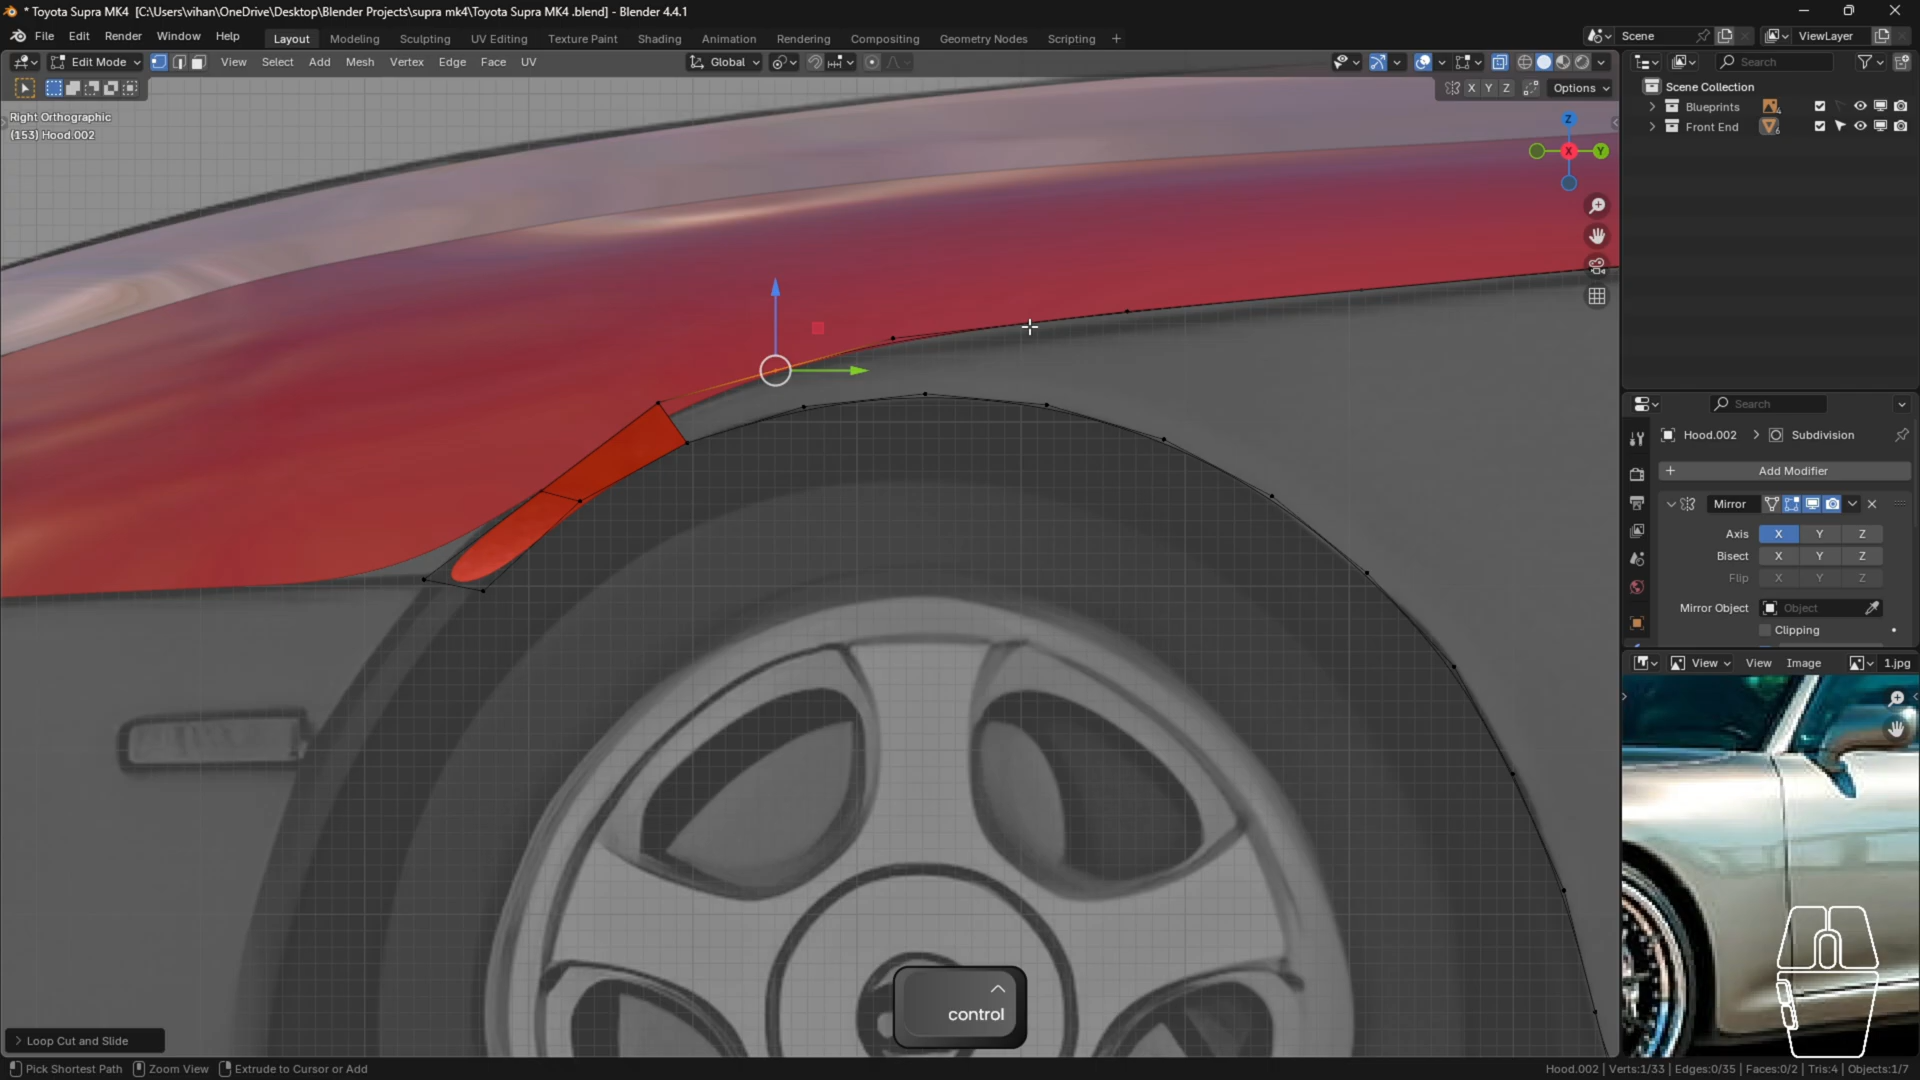 * Toyota Supra MK4 [C:\Users\vihan\OneDrive\Desktop\Blender Projects\supra mk4\Toyota Supra MK4 .blend] - Blender 4.4.1
File Edit Render Window Help Layout Modeling Sculpting UV Editing Texture Paint Shading Animation Rendering Compositing Geometry Nodes Scripting + Scene ViewLayer
Edit Mode View Select Add Mesh Vertex Edge Face UV Global Search
X Y Z Options
Scene Collection
Right Orthographic
Blueprints
(153) Hood.002
Front End
Z
X
Y
Search
Hood.002 > Subdivision
+ Add Modifier
Mirror
Axis X Y Z
Bisect X Y Z
Flip X Y Z
Mirror Object Object
Clipping
View View Image 1.jpg
control
> Loop Cut and Slide
Pick Shortest Path Zoom View Extrude to Cursor or Add Hood.002 | Verts:1/33 | Edges:0/35 | Faces:0/2 | Tris:4 | Objects:1/7